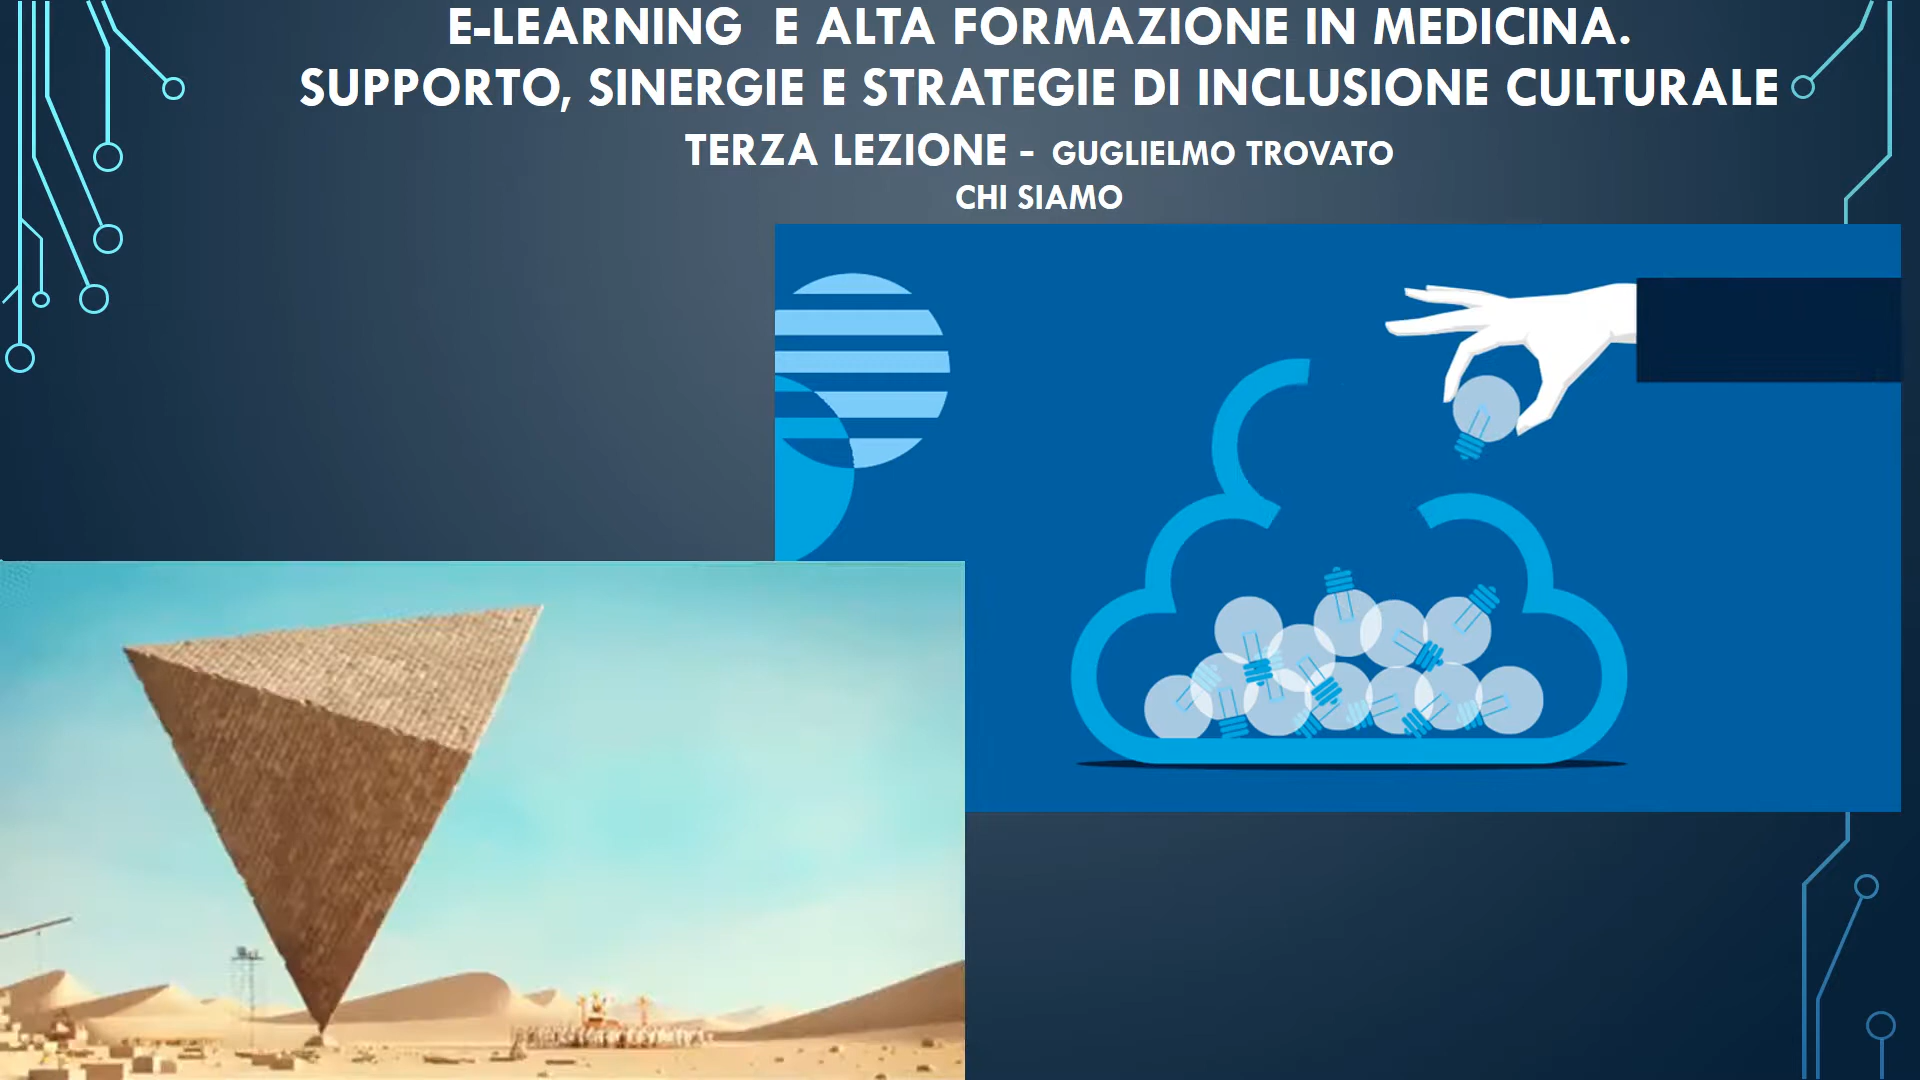 E-LEARNING E ALTA FORMAZIONE IN MEDICINA.
SUPPORTO, SINERGIE E STRATEGIE DI INCLUSIONE CULTURALE
TERZA LEZIONE - GUGLIELMO TROVATO
CHI SIAMO